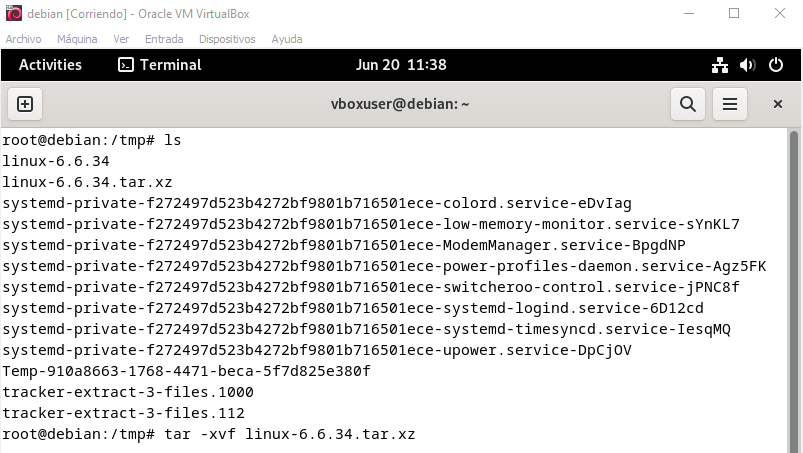 debian [Corriendo] - Oracle VM VirtualBox
Archivo Máquina Ver Entrada Dispositivos Ayuda
Activities Terminal Jun 20 11:38
vboxuser@debian: ~
root@debian:/tmp# ls
linux-6.6.34
linux-6.6.34.tar.xz
systemd-private-f272497d523b4272bf9801b716501ece-colord.service-eDvIag
systemd-private-f272497d523b4272bf9801b716501ece-low-memory-monitor.service-sYnKL7
systemd-private-f272497d523b4272bf9801b716501ece-ModemManager.service-BpgdNP
systemd-private-f272497d523b4272bf9801b716501ece-power-profiles-daemon.service-Agz5FK
systemd-private-f272497d523b4272bf9801b716501ece-switcheroo-control.service-jPNC8f
systemd-private-f272497d523b4272bf9801b716501ece-systemd-logind.service-6D12cd
systemd-private-f272497d523b4272bf9801b716501ece-systemd-timesyncd.service-IesqMQ
systemd-private-f272497d523b4272bf9801b716501ece-upower.service-DpCjOV
Temp-910a8663-1768-4471-beca-5f7d825e380f
tracker-extract-3-files.1000
tracker-extract-3-files.112
root@debian:/tmp# tar -xvf linux-6.6.34.tar.xz